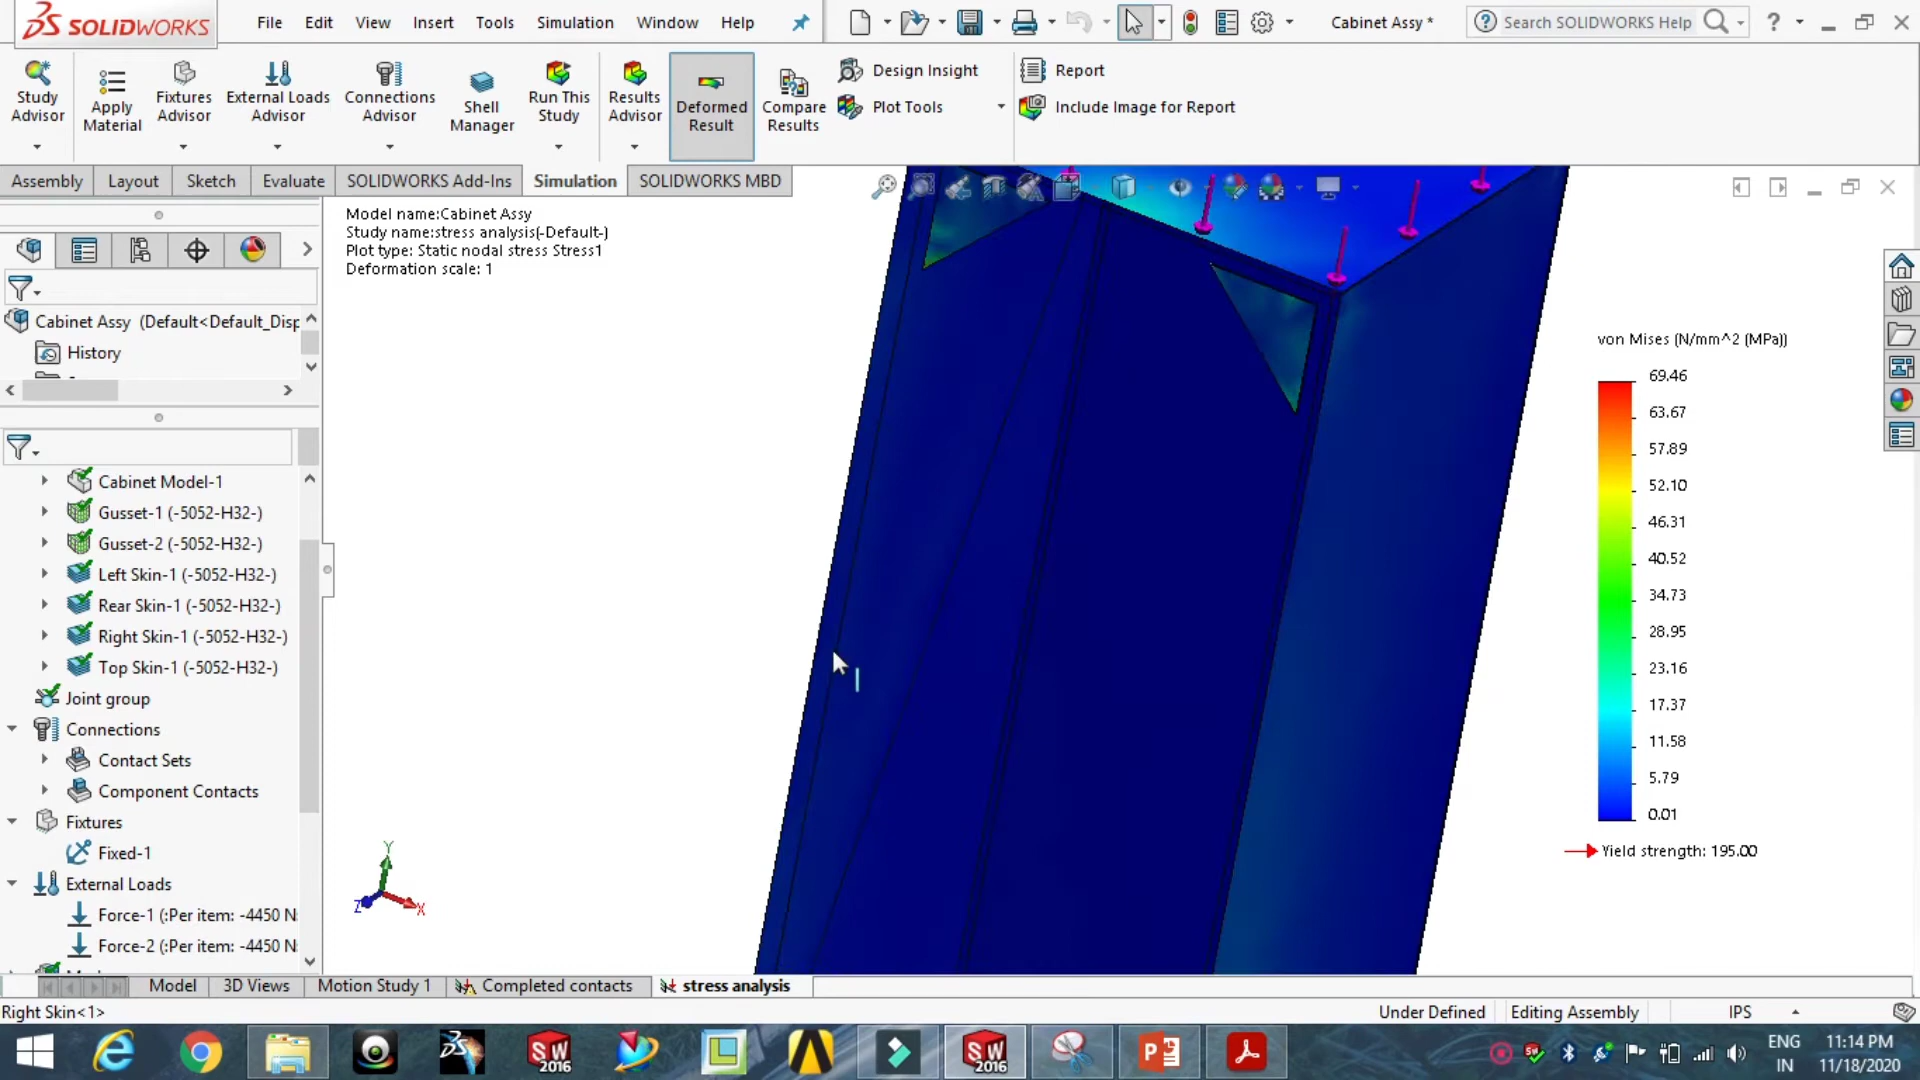 SOLIDWORKS File Edit View Insert Tools Simulation Window Help Cabinet Assy * Search SOLIDWORKS Help
Study Advisor
Apply Material
Fixtures Advisor
External Loads Advisor
Connections Advisor
Shell Manager
Run This Study
Results Advisor
Deformed Result
Compare Results
Design Insight
Plot Tools
Report
Include Image for Report
Assembly Layout Sketch Evaluate SOLIDWORKS Add-Ins Simulation SOLIDWORKS MBD
Model name:Cabinet Assy
Study name:stress analysis(-Default-)
Plot type: Static nodal stress Stress1
Deformation scale: 1
Cabinet Assy (Default<Default_Disp
History
Cabinet Model-1
Gusset-1 (-5052-H32-)
Gusset-2 (-5052-H32-)
Left Skin-1 (-5052-H32-)
Rear Skin-1 (-5052-H32-)
Right Skin-1 (-5052-H32-)
Top Skin-1 (-5052-H32-)
Joint group
Connections
Contact Sets
Component Contacts
Fixtures
Fixed-1
External Loads
Force-1 (:Per item: -4450 N:
Force-2 (:Per item: -4450 N:
von Mises (N/mm^2 (MPa))
69.46
63.67
57.89
52.10
46.31
40.52
34.73
28.95
23.16
17.37
11.58
5.79
0.01
Yield strength: 195.00
Y
Z
X
Model 3D Views Motion Study 1 Completed contacts stress analysis
Right Skin<1> Under Defined Editing Assembly IPS
SW 2016
SW 2016
ENG
IN
11:14 PM
11/18/2020